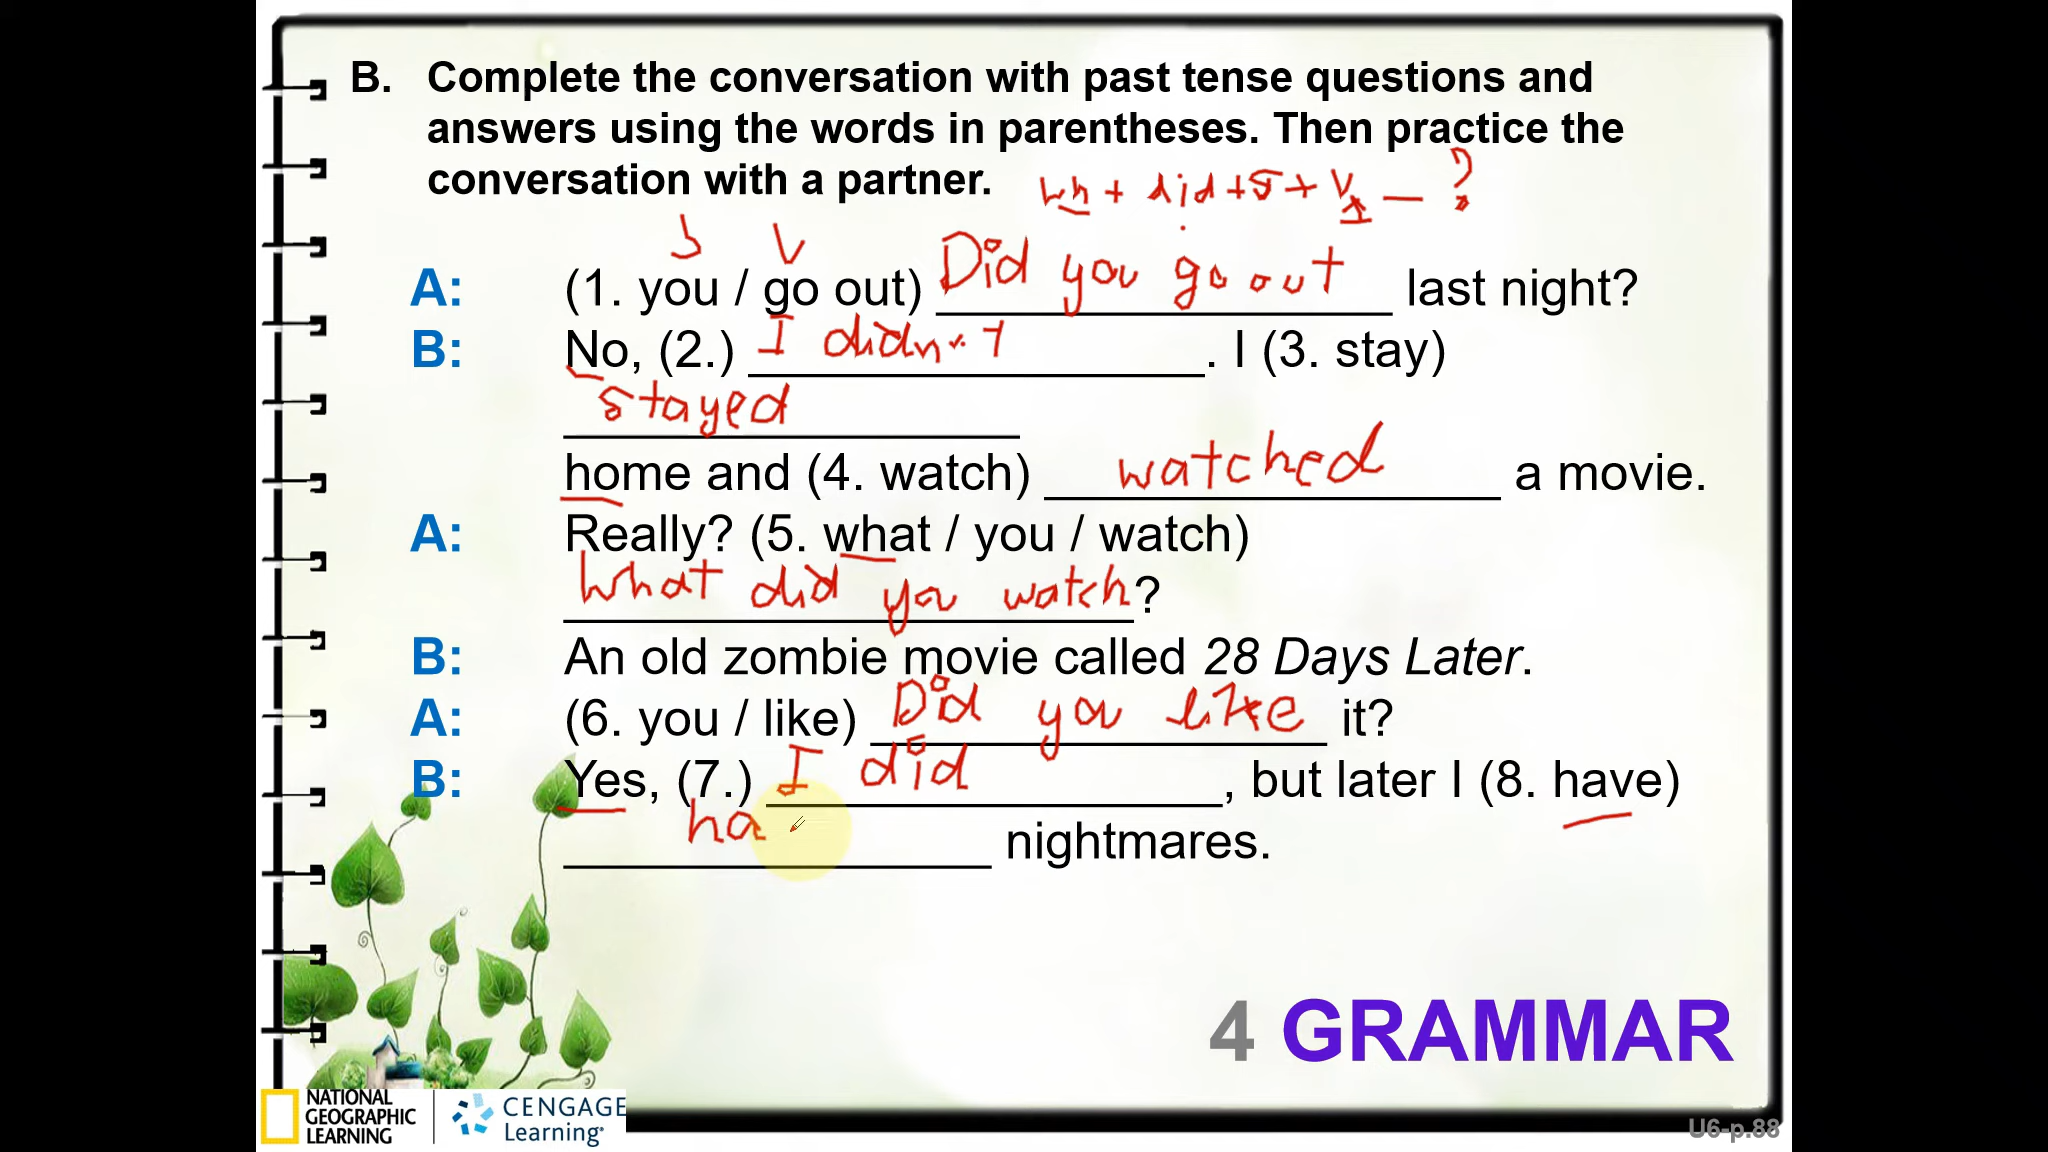 B. Complete the conversation with past tense questions and
answers using the words in parentheses. Then practice the
conversation with a partner.
wh + did + S + V1 — ?
S V
A: (1. you / go out) Did you go out last night?
B: No, (2.) I didn't. I (3. stay)
stayed
home and (4. watch) watched a movie.
A: Really? (5. what / you / watch)
What did you watch?
B: An old zombie movie called 28 Days Later.
A: (6. you / like) Did you like it?
B: Yes, (7.) I did, but later I (8. have)
ha nightmares.
4 GRAMMAR
NATIONAL
GEOGRAPHIC
LEARNING
CENGAGE
Learning®
U6-p.88